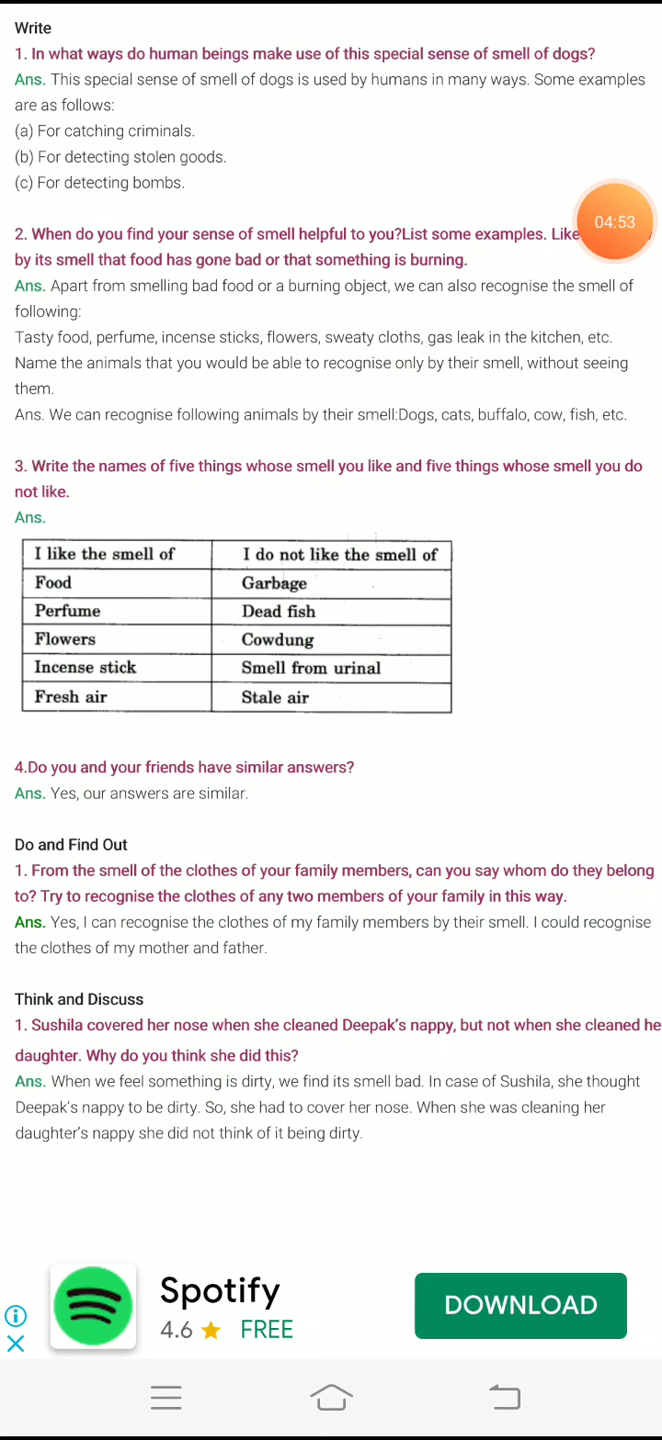 Write
1. In what ways do human beings make use of this special sense of smell of dogs?
Ans. This special sense of smell of dogs is used by humans in many ways. Some examples
are as follows:
(a) For catching criminals.
(b) For detecting stolen goods.
(c) For detecting bombs.
04:53
2. When do you find your sense of smell helpful to you?List some examples. Like
by its smell that food has gone bad or that something is burning.
Ans. Apart from smelling bad food or a burning object, we can also recognise the smell of
following:
Tasty food, perfume, incense sticks, flowers, sweaty cloths, gas leak in the kitchen, etc.
Name the animals that you would be able to recognise only by their smell, without seeing
them.
Ans. We can recognise following animals by their smell:Dogs, cats, buffalo, cow, fish, etc.
3. Write the names of five things whose smell you like and five things whose smell you do
not like.
Ans.
I like the smell of I do not like the smell of
Food Garbage
Perfume Dead fish
Flowers Cowdung
Incense stick Smell from urinal
Fresh air Stale air
4.Do you and your friends have similar answers?
Ans. Yes, our answers are similar.
Do and Find Out
1. From the smell of the clothes of your family members, can you say whom do they belong
to? Try to recognise the clothes of any two members of your family in this way.
Ans. Yes, I can recognise the clothes of my family members by their smell. I could recognise
the clothes of my mother and father.
Think and Discuss
1. Sushila covered her nose when she cleaned Deepak's nappy, but not when she cleaned he
daughter. Why do you think she did this?
Ans. When we feel something is dirty, we find its smell bad. In case of Sushila, she thought
Deepak's nappy to be dirty. So, she had to cover her nose. When she was cleaning her
daughter's nappy she did not think of it being dirty.
Spotify
4.6 ★ FREE
DOWNLOAD